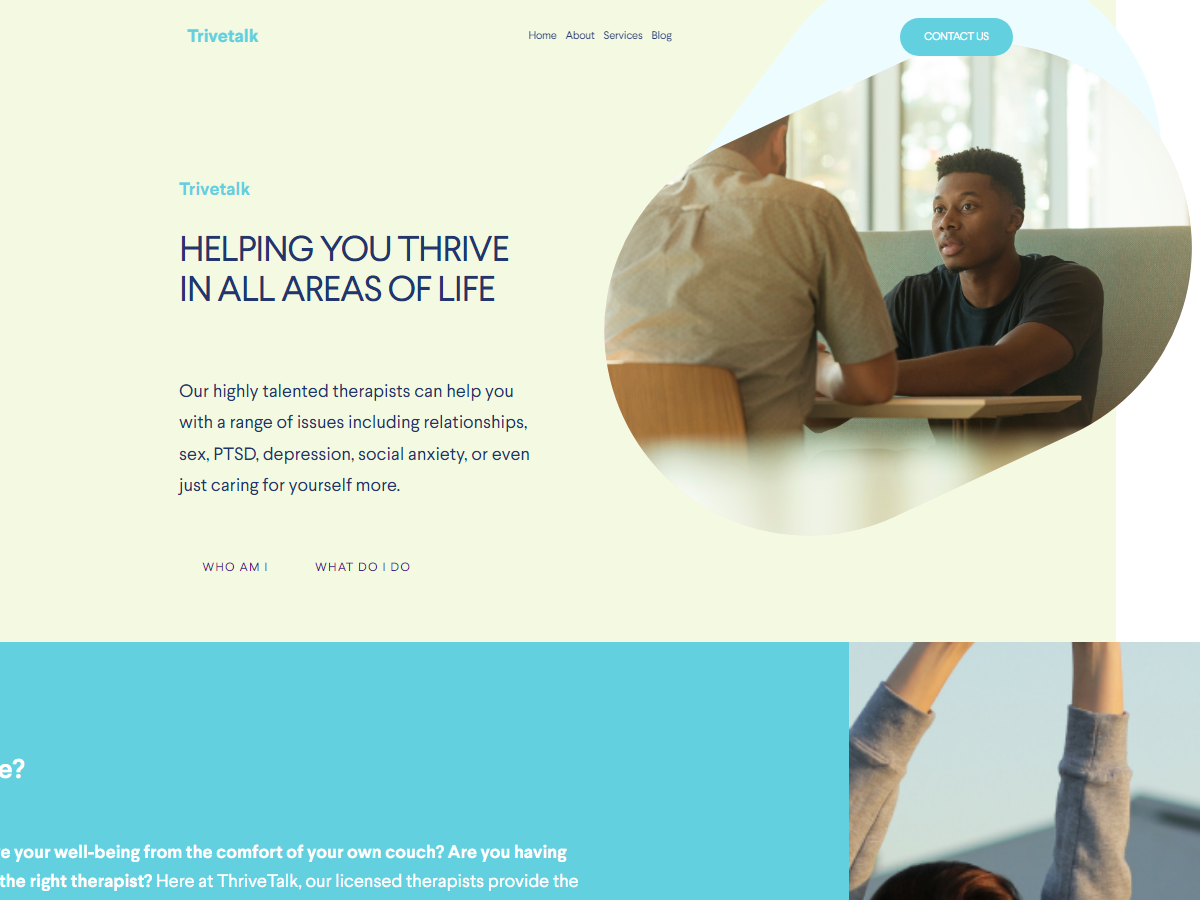 Trivetalk
Home About Services Blog
CONTACT US
Trivetalk
HELPING YOU THRIVE
IN ALL AREAS OF LIFE
Our highly talented therapists can help you
with a range of issues including relationships,
sex, PTSD, depression, social anxiety, or even
just caring for yourself more.
WHO AM I WHAT DO I DO
e?
e your well-being from the comfort of your own couch? Are you having
the right therapist? Here at ThriveTalk, our licensed therapists provide the